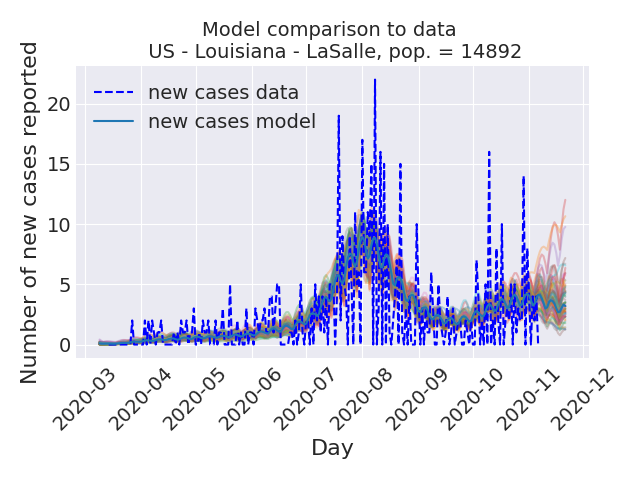 Model comparison to data
US - Louisiana - LaSalle, pop. = 14892
Number of new cases reported
20
15
10
5
0
new cases data
new cases model
2020-03
2020-04
2020-05
2020-06
2020-07
2020-08
2020-09
2020-10
2020-11
2020-12
Day